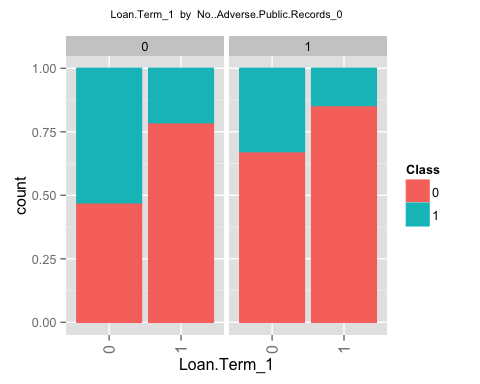 Loan.Term_1 by No..Adverse.Public.Records_0
0 1
1.00
0.75
0.50
0.25
0.00
count
0 1 0 1
Loan.Term_1
Class
0
1